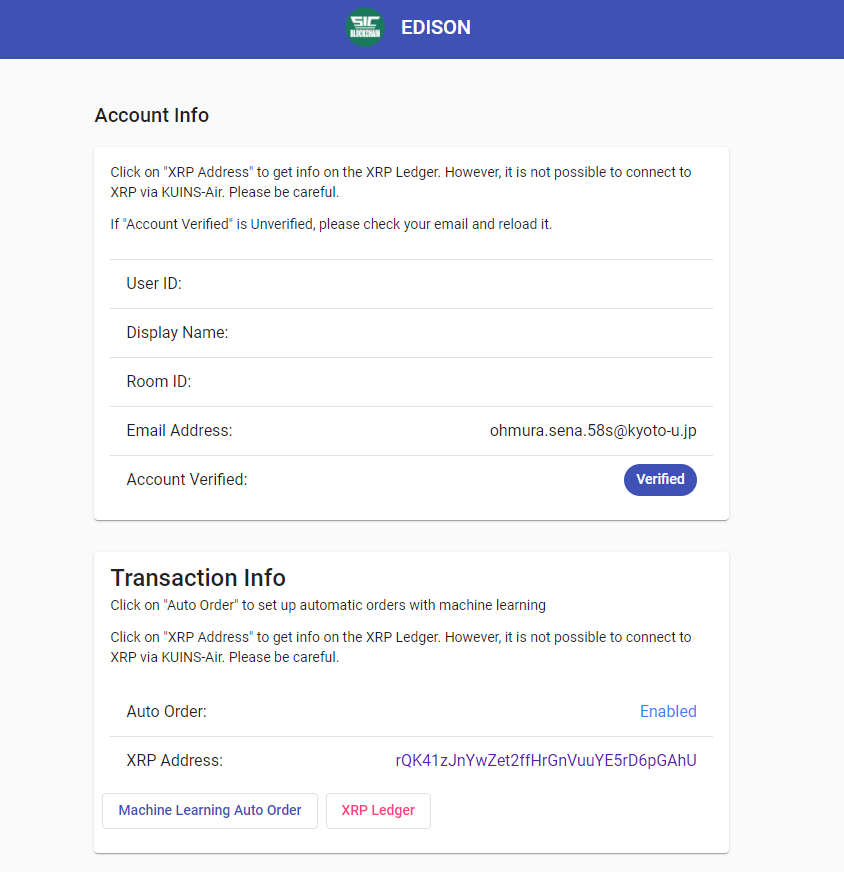 SIC
BLOCKCHAIN
EDISON
Account Info
Click on "XRP Address" to get info on the XRP Ledger. However, it is not possible to connect to
XRP via KUINS-Air. Please be careful.
If "Account Verified" is Unverified, please check your email and reload it.
User ID:
Display Name:
Room ID:
Email Address: ohmura.sena.58s@kyoto-u.jp
Account Verified: Verified
Transaction Info
Click on "Auto Order" to set up automatic orders with machine learning
Click on "XRP Address" to get info on the XRP Ledger. However, it is not possible to connect to
XRP via KUINS-Air. Please be careful.
Auto Order: Enabled
XRP Address: rQK41zJnYwZet2ffHrGnVuuYE5rD6pGAhU
Machine Learning Auto Order XRP Ledger